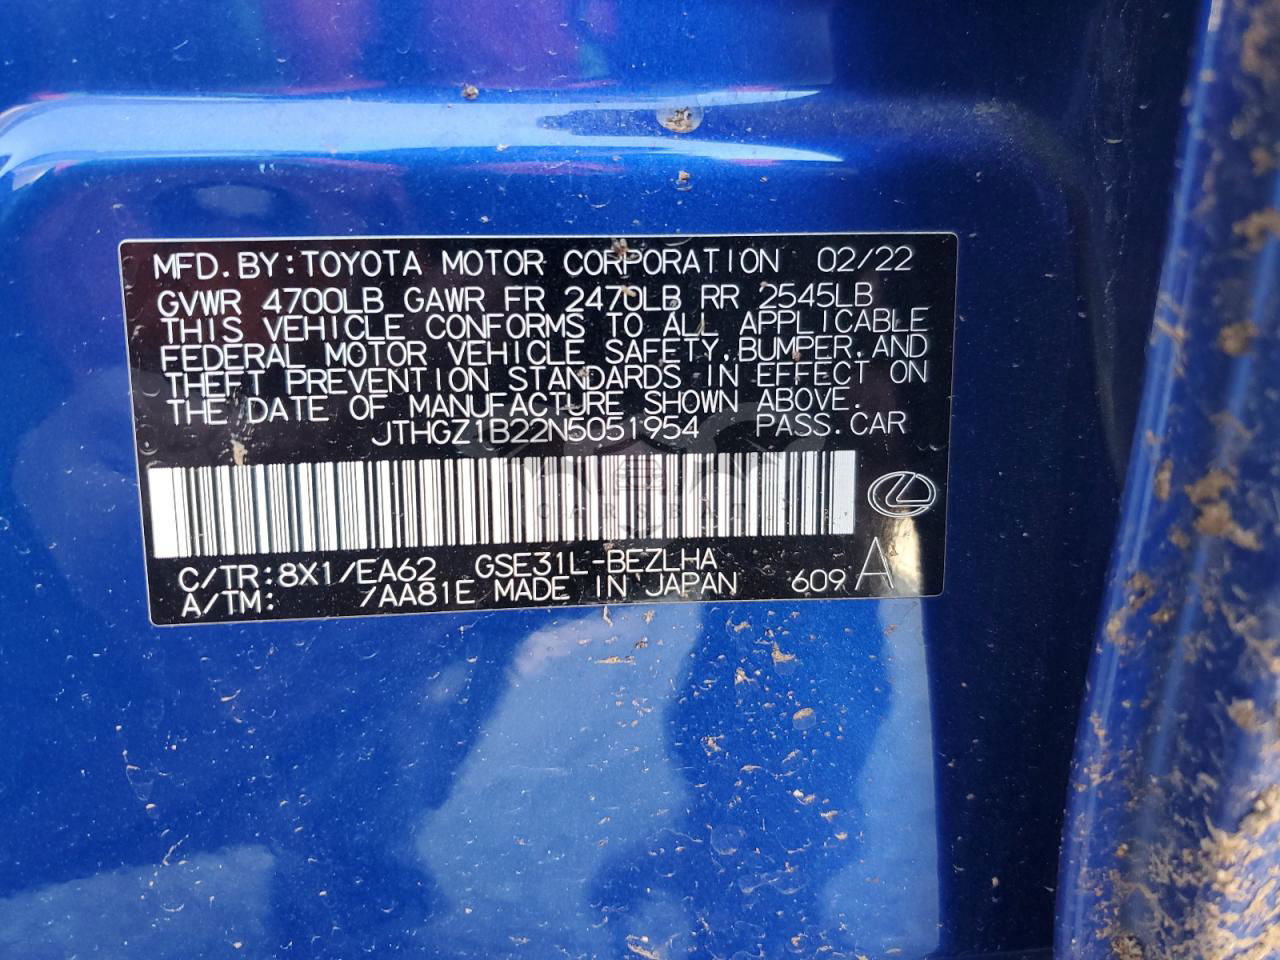 MFD.BY:TOYOTA MOTOR CORPORATION 02/22
GVWR 4700LB GAWR FR 2470LB RR 2545LB
THIS VEHICLE CONFORMS TO ALL APPLICABLE
FEDERAL MOTOR VEHICLE SAFETY,BUMPER,AND
THEFT PREVENTION STANDARDS IN EFFECT ON
THE DATE OF MANUFACTURE SHOWN ABOVE.
JTHGZ1B22N5051954 PASS.CAR
C/TR:8X1/EA62 GSE31L-BEZLHA
A/TM: /AA81E MADE IN JAPAN 609 A